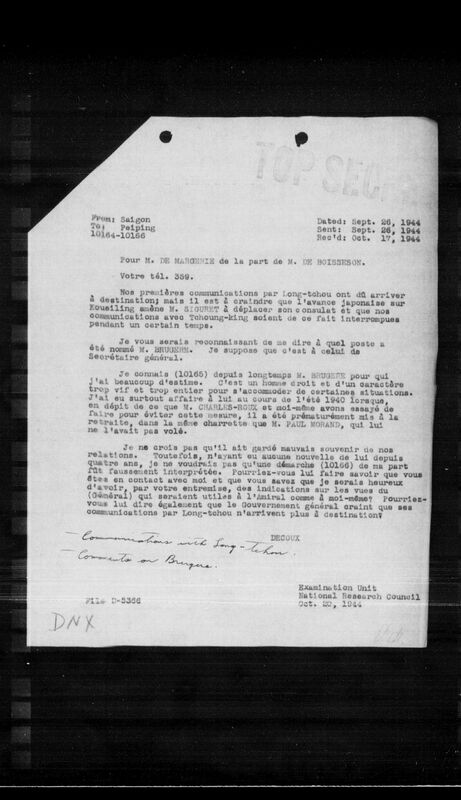 TOP SEC
From: Saigon
To: Peiping
10164-10166
Dated: Sept. 26, 1944
Sent: Sept. 26, 1944
Rec'd: Oct. 17, 1944
Pour M. DE MARGERIE de la part de M. DE BOISSESON.
Votre tél. 359.
Nos premières communications par Long-tchou ont dû arriver
à destination; mais il est à craindre que l'avance japonaise sur
Koueiling amène M. SIGURET à déplacer son consulat et que nos
communications avec Tchoung-king soient de ce fait interrompues
pendant un certain temps.
Je vous serais reconnaissant de me dire à quel poste a
été nommé M. BRUGERE. Je suppose que c'est à celui de
Secrétaire général.
Je connais (10165) depuis longtemps M. BRUGERE pour qui
j'ai beaucoup d'estime. C'est un homme droit et d'un caractère
trop vif et trop entier pour s'accommoder de certaines situations.
J'ai eu surtout affaire à lui au cours de l'été 1940 lorsque,
en dépit de ce que M. CHARLES-ROUX et moi-même avons essayé de
faire pour éviter cette mesure, il a été prématurément mis à la
retraite, dans la même charrette que M. PAUL MORAND, qui lui
ne l'avait pas volé.
Je ne crois pas qu'il ait gardé mauvais souvenir de nos
relations. Toutefois, n'ayant eu aucune nouvelle de lui depuis
quatre ans, je ne voudrais pas qu'une démarche (10166) de ma part
fût faussement interprétée. Pourriez-vous lui faire savoir que vous
êtes en contact avec moi et que vous savez que je serais heureux
d'avoir, par votre entremise, des indications sur les vues du
(Général) qui seraient utiles à l'Amiral comme à moi-même? Pourriez-
vous lui dire également que le Gouvernement général craint que ses
communications par Long-tchou n'arrivent plus à destination?
DECOUX
- Communications with Long-tchou.
- Comments on Brugere.
File D-5366
Examination Unit
National Research Council
Oct. 22, 1944
DNX